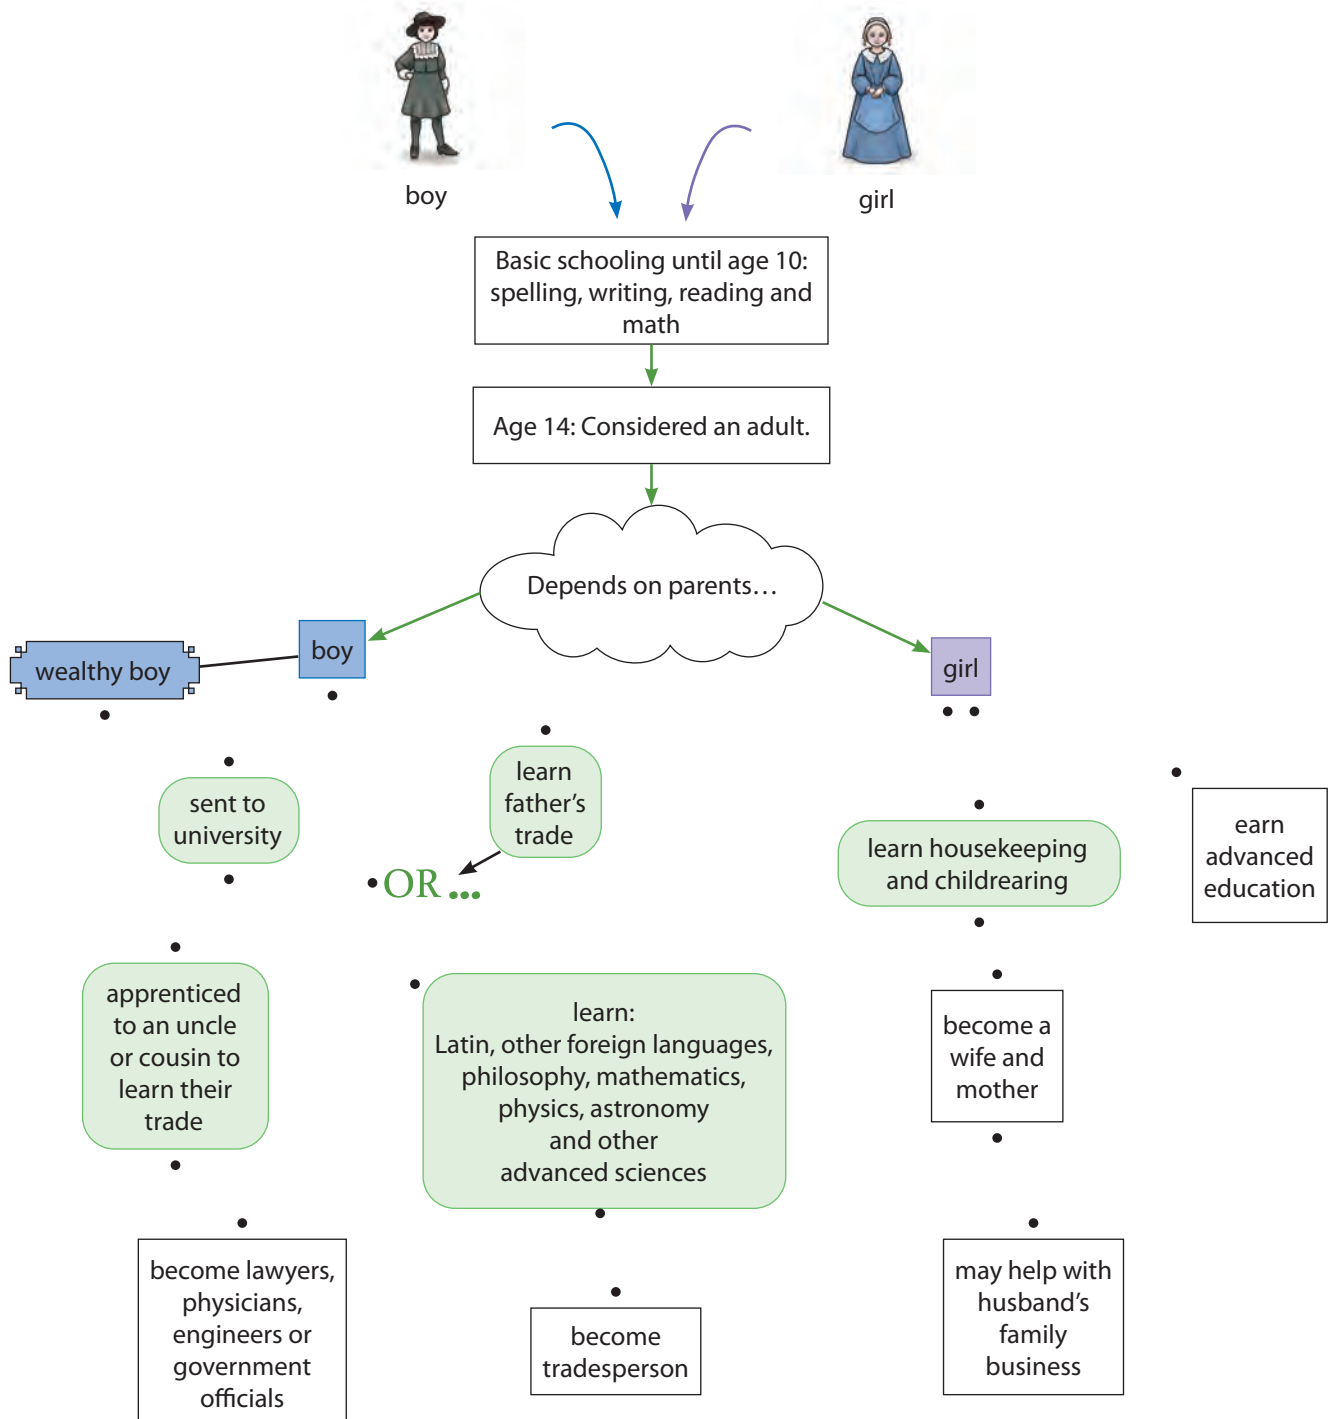 boy
girl
Basic schooling until age 10:
spelling, writing, reading and
math
Age 14: Considered an adult.
Depends on parents…
wealthy boy
boy
girl
sent to
university
learn
father’s
trade
OR ...
learn housekeeping
and childrearing
earn
advanced
education
apprenticed
to an uncle
or cousin to
learn their
trade
learn:
Latin, other foreign languages,
philosophy, mathematics,
physics, astronomy
and other
advanced sciences
become a
wife and
mother
become lawyers,
physicians,
engineers or
government
officials
become
tradesperson
may help with
husband’s
family
business